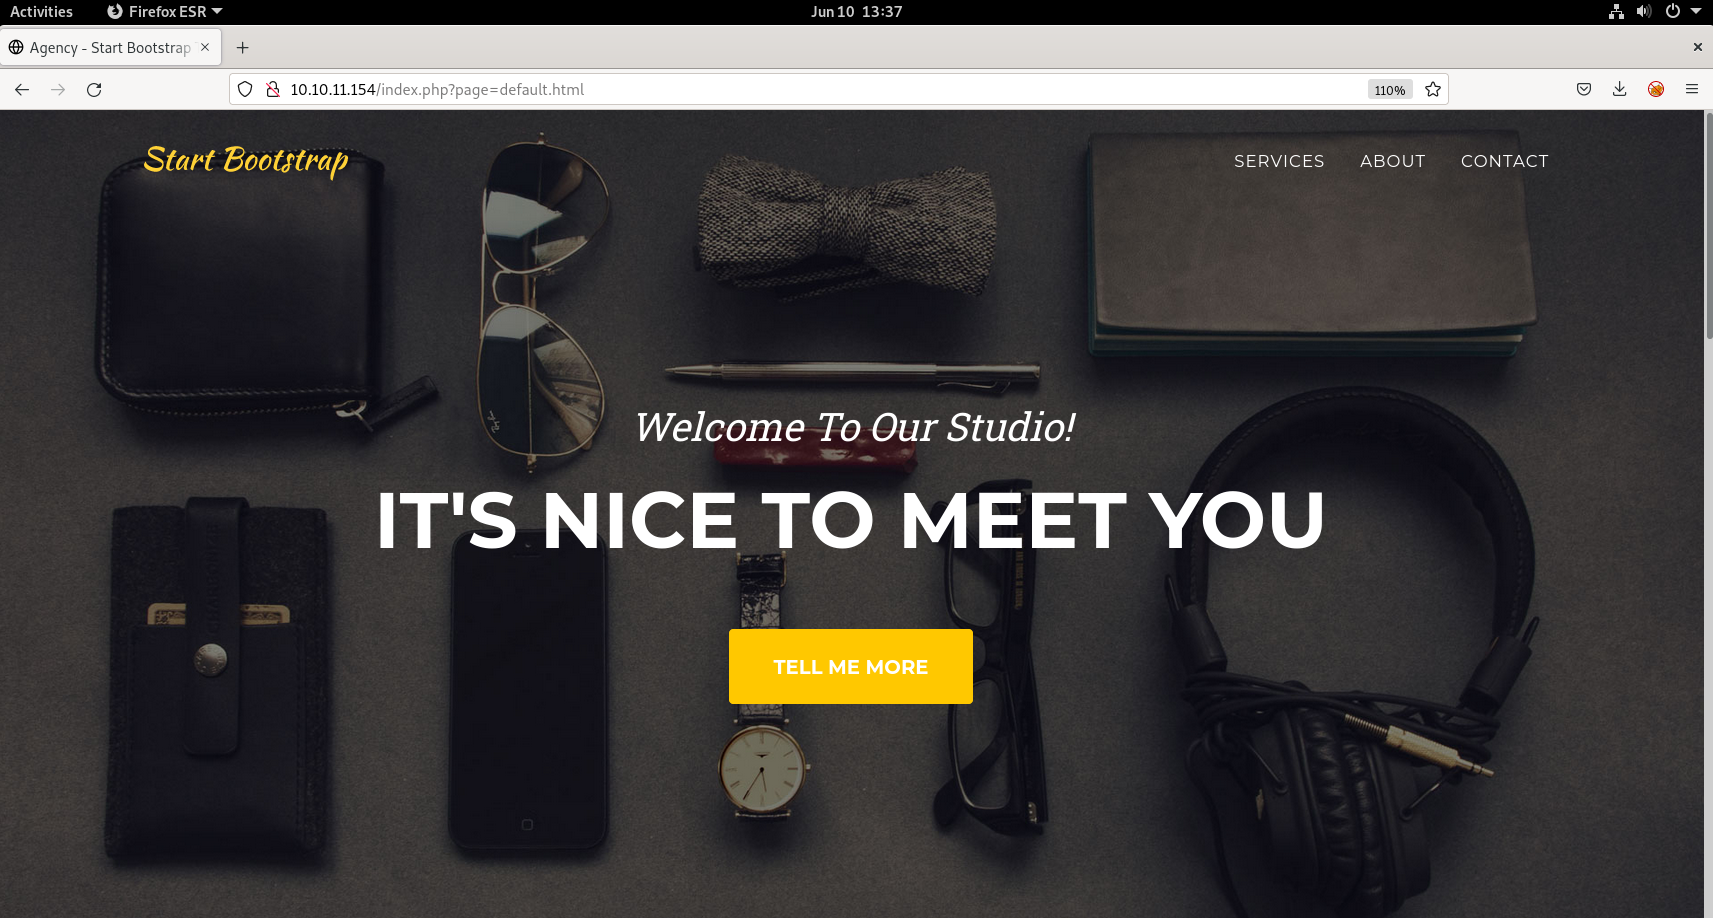 Activities Firefox ESR Jun 10 13:37
Agency - Start Bootstrap
10.10.11.154/index.php?page=default.html 110%
Start Bootstrap SERVICES ABOUT CONTACT
Welcome To Our Studio!
IT'S NICE TO MEET YOU
TELL ME MORE